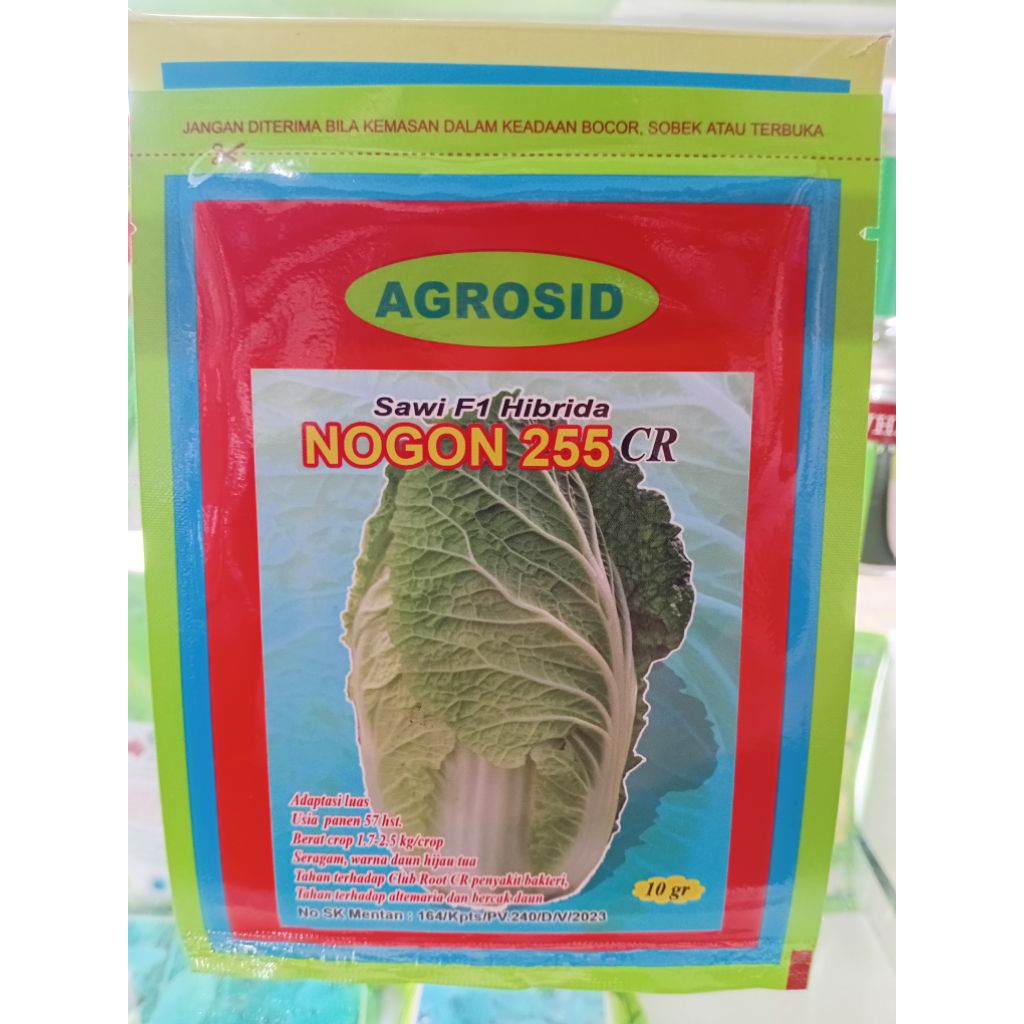 JANGAN DITERIMA BILA KEMASAN DALAM KEADAAN BOCOR, SOBEK ATAU TERBUKA
AGROSID
Sawi F1 Hibrida
NOGON 255 CR
Adaptasi luas
Usia panen 57 hst.
Berat crop 1.7-2.5 kg/crop
Seragam, warna daun hijau tua
Tahan terhadap Club Root CR penyakit bakteri,
Tahan terhadap altemaria dan bercak daun
10 gr
No SK Mentan : 164/Kpts/PV.240/D/V/2023